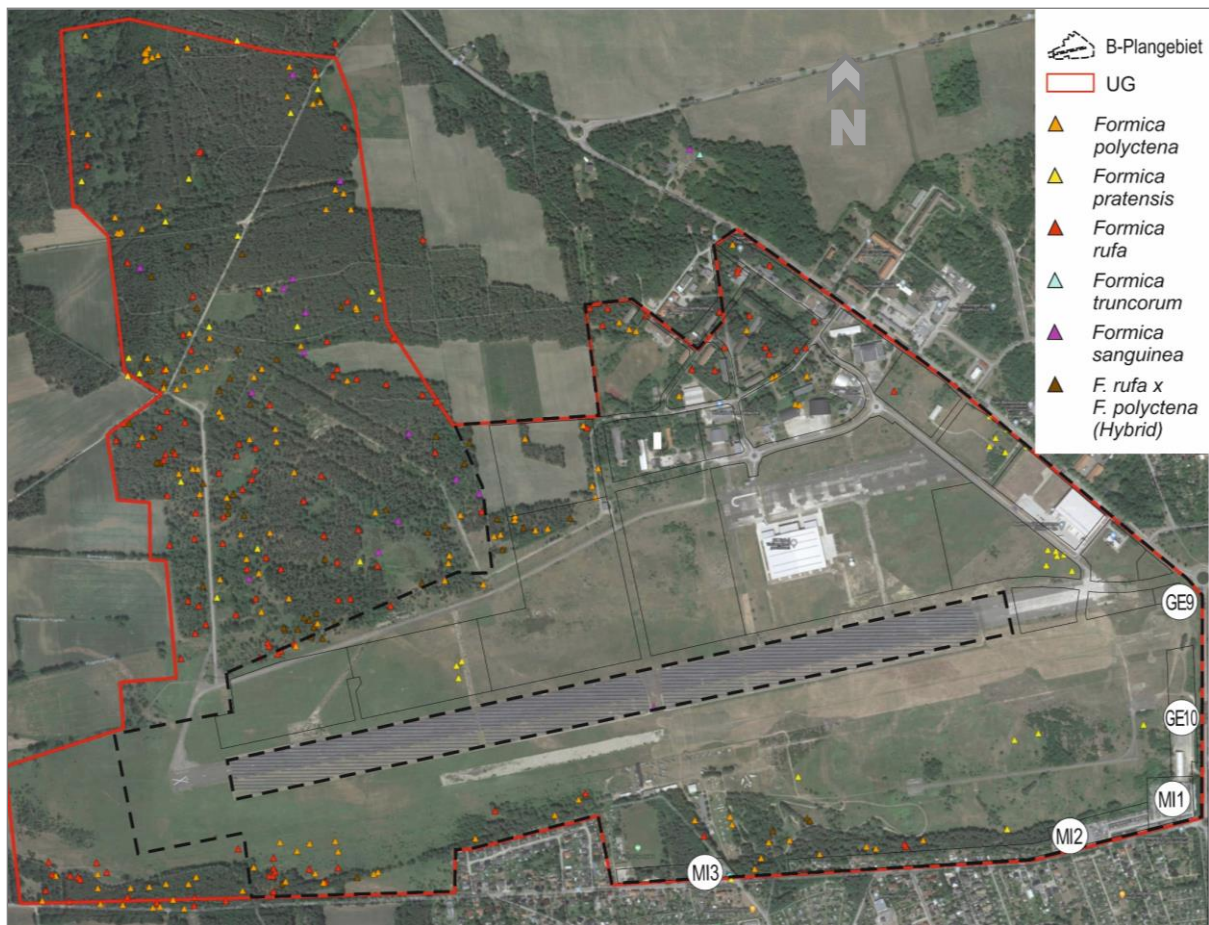 B-Plangebiet
UG
Formica
polyctena
Formica
pratensis
Formica
rufa
Formica
truncorum
Formica
sanguinea
F. rufa x
F. polyctena
(Hybrid)
N
GE9
GE10
MI1
MI2
MI3